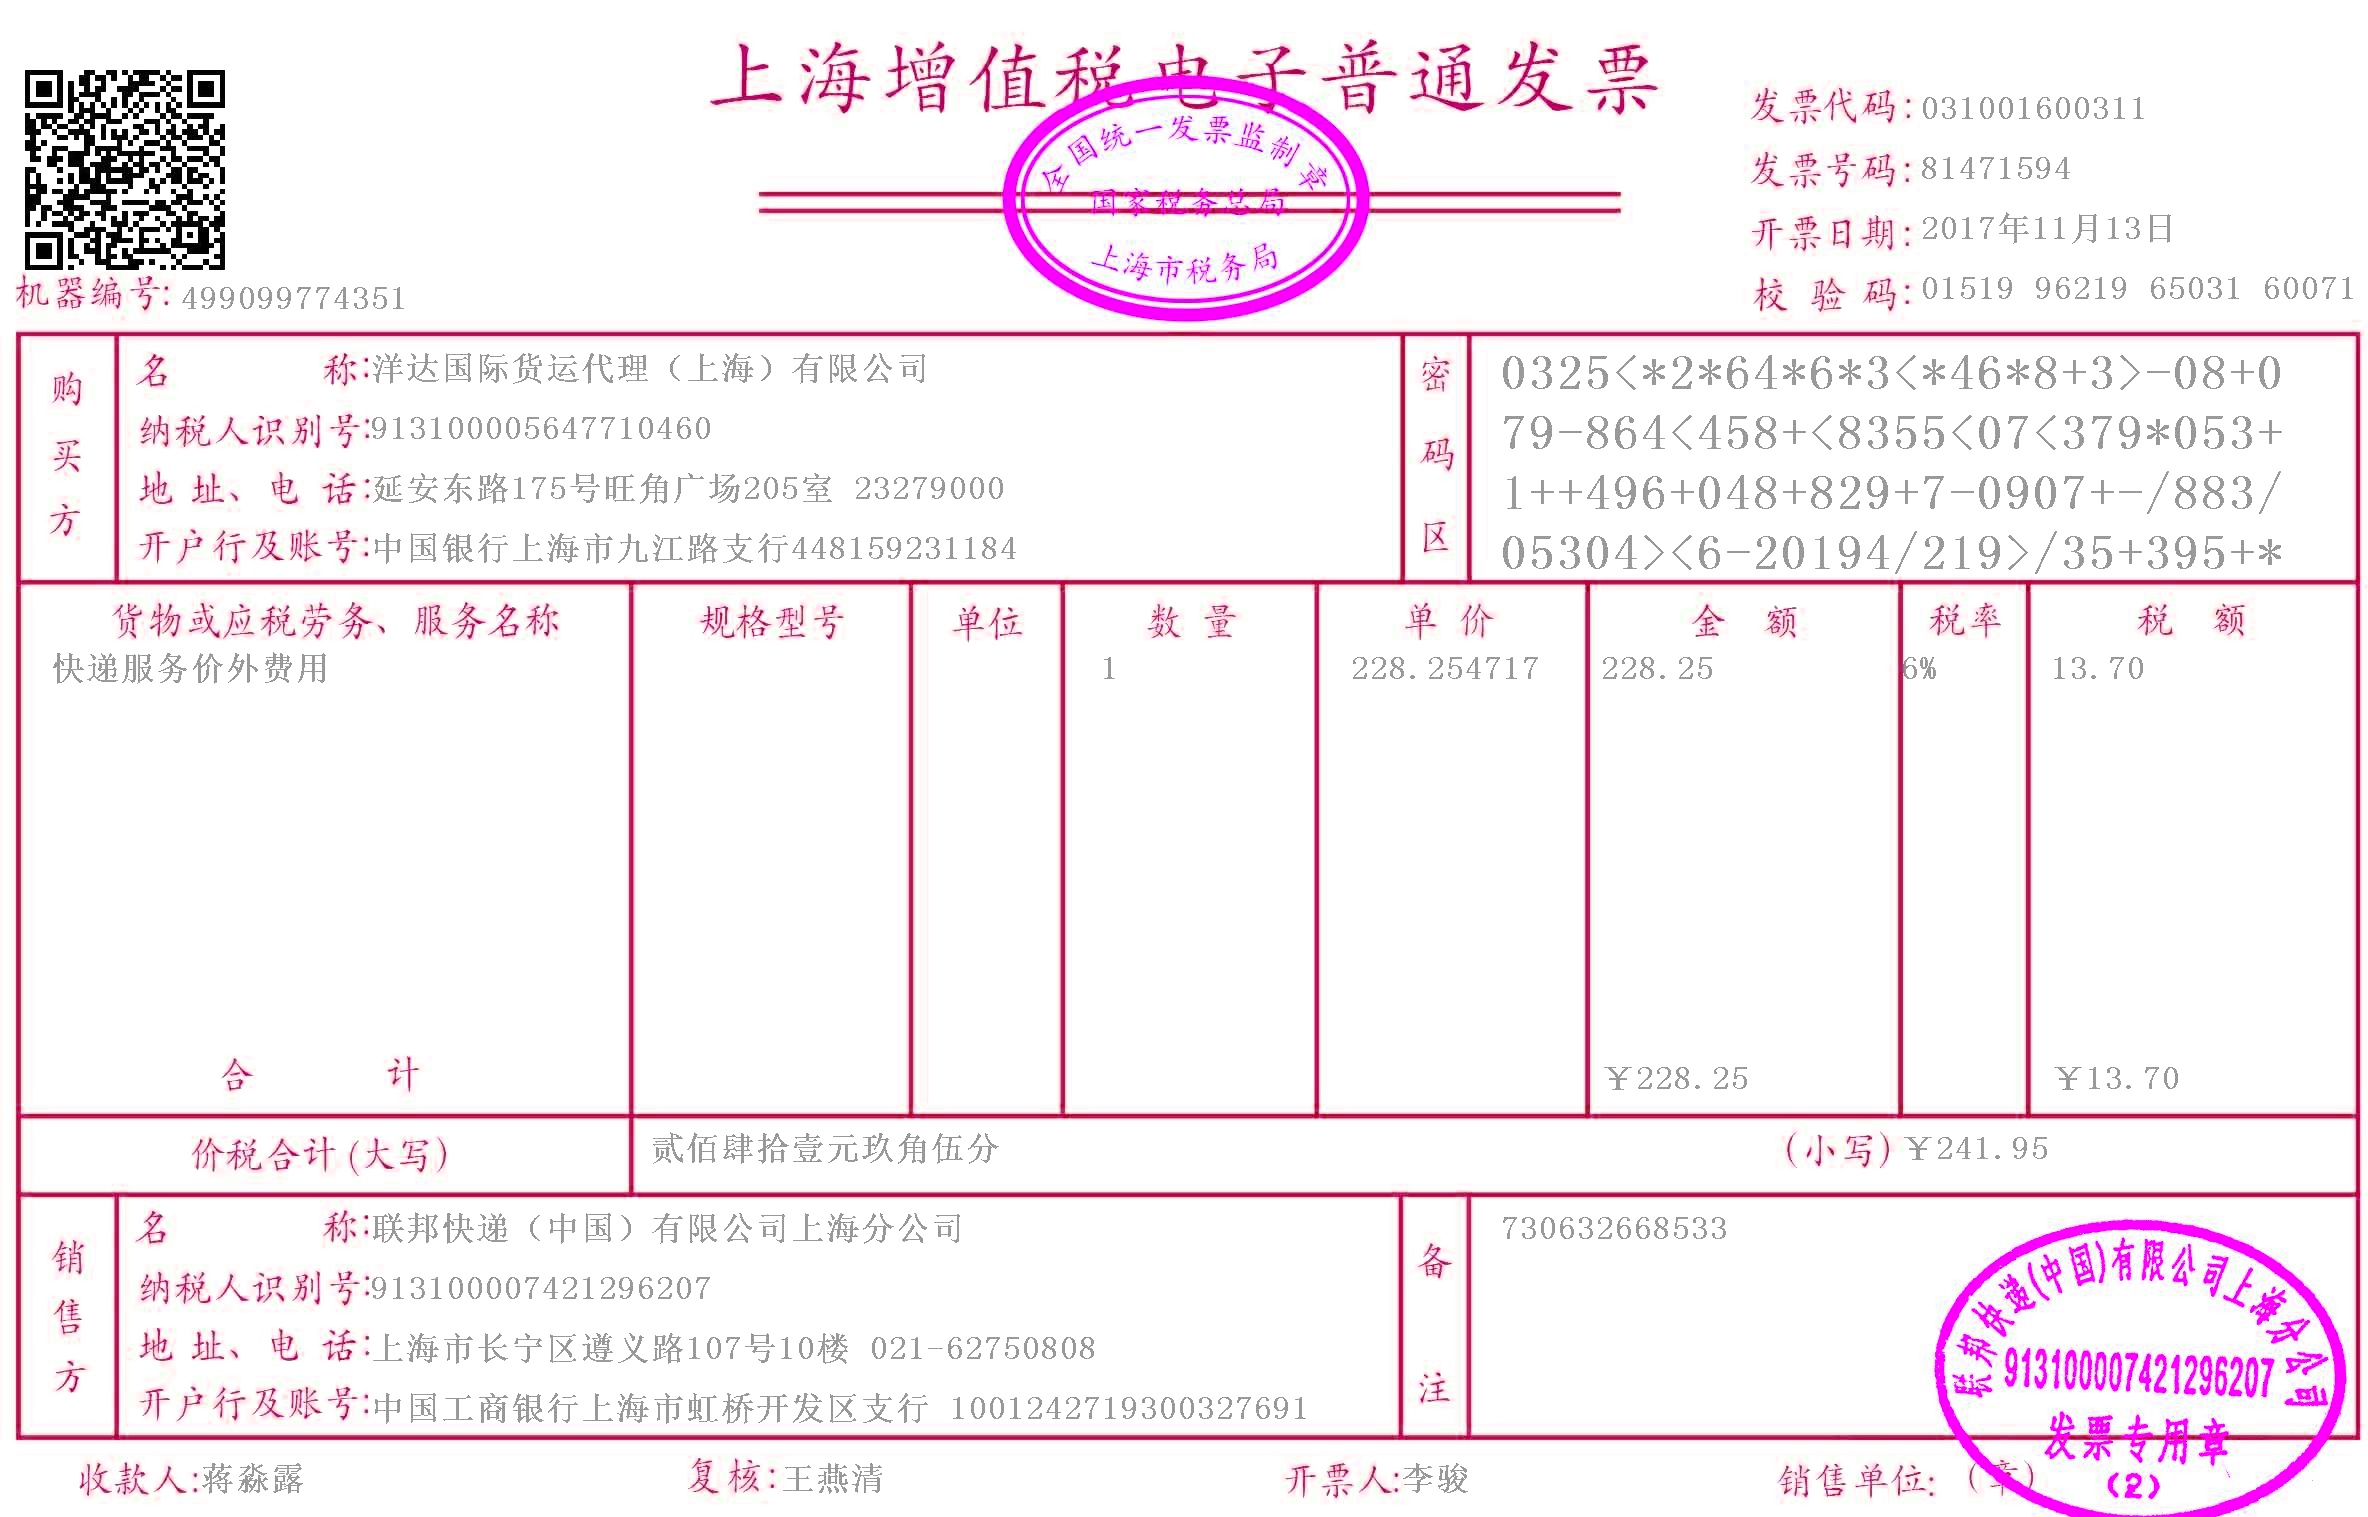 上海增值税电子普通发票
全国统一发票监制章
国家税务总局
上海市税务局
发票代码:031001600311
发票号码:81471594
开票日期:2017年11月13日
校验码:01519 96219 65031 60071
机器编号:499099774351
购买方
名称:洋达国际货运代理（上海）有限公司
纳税人识别号:913100005647710460
地址、电话:延安东路175号旺角广场205室 23279000
开户行及账号:中国银行上海市九江路支行448159231184
密码区
0325<*2*64*6*3<*46*8+3>-08+0
79-864<458+<8355<07<379*053+
1++496+048+829+7-0907+-/883/
05304><6-20194/219>/35+395+*
货物或应税劳务、服务名称 规格型号 单位 数量 单价 金额 税率 税额
快递服务价外费用 1 228.254717 228.25 6% 13.70
合计 ￥228.25 ￥13.70
价税合计(大写) 贰佰肆拾壹元玖角伍分 (小写)￥241.95
销售方
名称:联邦快递（中国）有限公司上海分公司
纳税人识别号:913100007421296207
地址、电话:上海市长宁区遵义路107号10楼 021-62750808
开户行及账号:中国工商银行上海市虹桥开发区支行 1001242719300327691
备注
730632668533
联邦快递(中国)有限公司上海分公司
913100007421296207
发票专用章
(2)
收款人:蒋淼露 复核:王燕清 开票人:李骏 销售单位:(章)